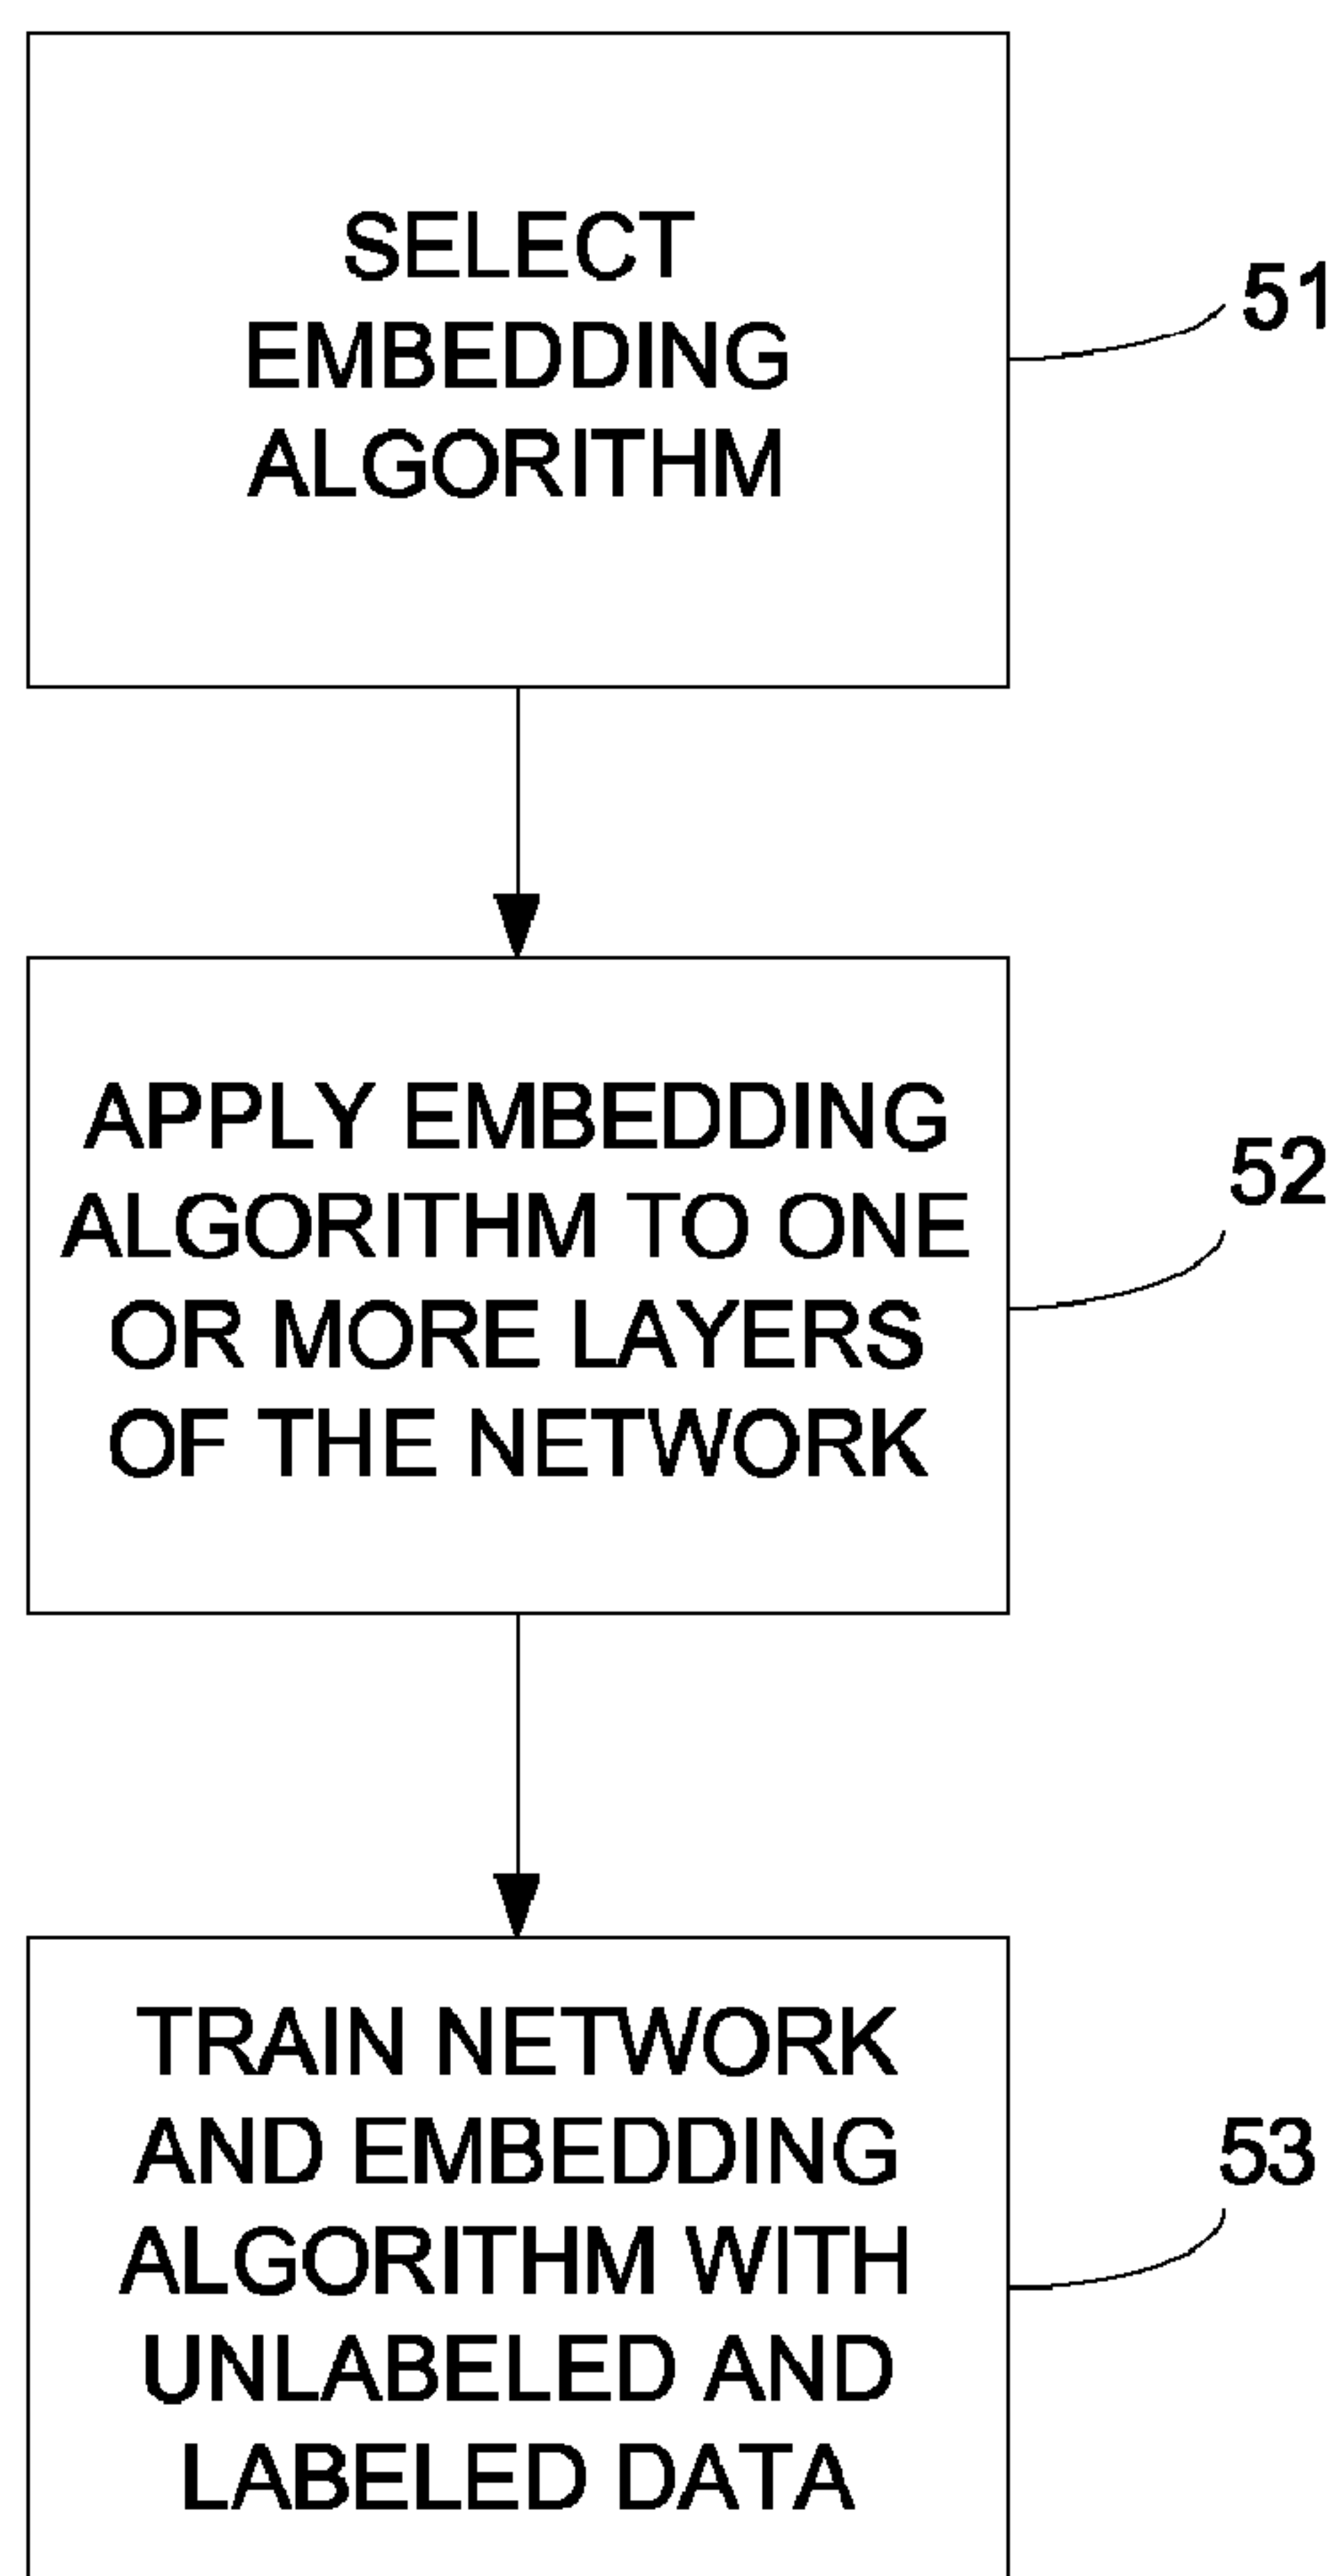 SELECT
EMBEDDING
ALGORITHM
51
APPLY EMBEDDING
ALGORITHM TO ONE
OR MORE LAYERS
OF THE NETWORK
52
TRAIN NETWORK
AND EMBEDDING
ALGORITHM WITH
UNLABELED AND
LABELED DATA
53